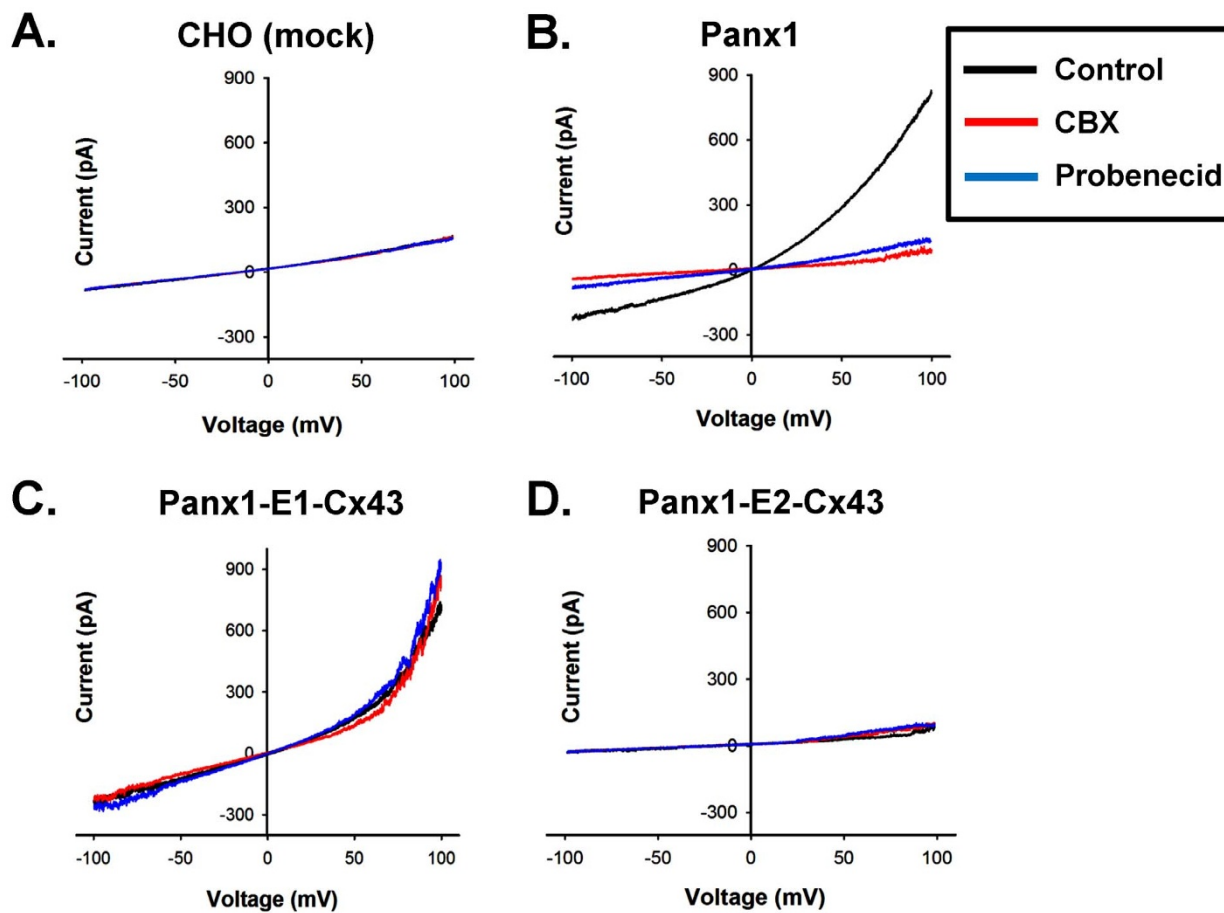 A.
CHO (mock)
Current (pA)
900
600
300
0
-300
-100
-50
0
50
100
Voltage (mV)
B.
Panx1
Current (pA)
900
600
300
0
-300
-100
-50
0
50
100
Voltage (mV)
Control
CBX
Probenecid
C.
Panx1-E1-Cx43
Current (pA)
900
600
300
0
-300
-100
-50
0
50
100
Voltage (mV)
D.
Panx1-E2-Cx43
Current (pA)
900
600
300
0
-300
-100
-50
0
50
100
Voltage (mV)